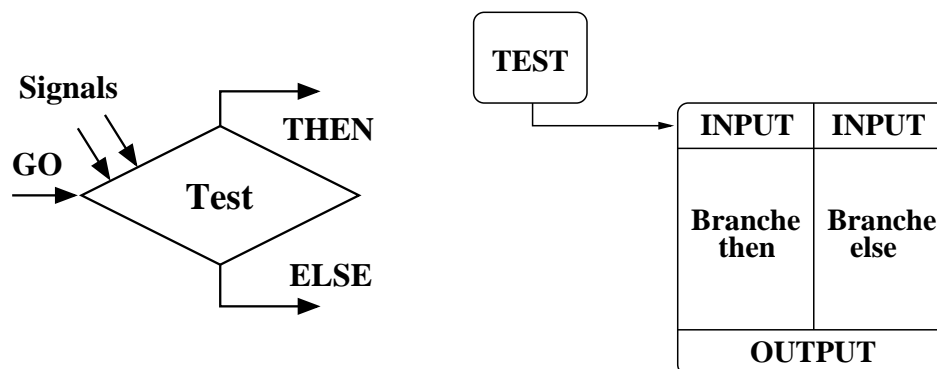 Signals
THEN
GO
Test
ELSE
TEST
INPUT INPUT
Branche Branche
then else
OUTPUT